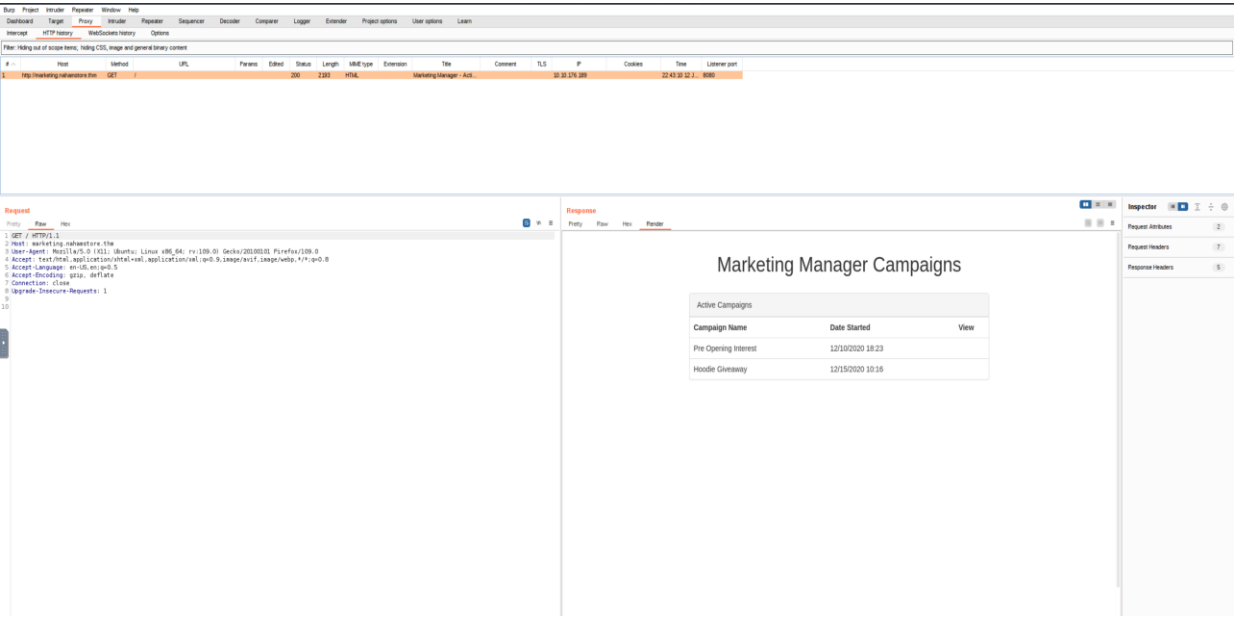 Burp Project Intruder Repeater Window Help
Dashboard Target Proxy Intruder Repeater Sequencer Decoder Comparer Logger Extender Project options User options Learn
Intercept HTTP history WebSockets history Options
Filter: Hiding out of scope items; hiding CSS, image and general binary content
# Host Method URL Params Edited Status Length MIME type Extension Title Comment TLS IP Cookies Time Listener port
1 http://marketing.nahamstore.thm GET / 200 2193 HTML Marketing Manager - Acti... 10.10.176.189 22:43:10 12 J... 8080
Request
Pretty Raw Hex
1 GET / HTTP/1.1
2 Host: marketing.nahamstore.thm
3 User-Agent: Mozilla/5.0 (X11; Ubuntu; Linux x86_64; rv:109.0) Gecko/20100101 Firefox/109.0
4 Accept: text/html,application/xhtml+xml,application/xml;q=0.9,image/avif,image/webp,*/*;q=0.8
5 Accept-Language: en-US,en;q=0.5
6 Accept-Encoding: gzip, deflate
7 Connection: close
8 Upgrade-Insecure-Requests: 1
9
10
Response
Pretty Raw Hex Render
Marketing Manager Campaigns
Active Campaigns
Campaign Name Date Started View
Pre Opening Interest 12/10/2020 18:23
Hoodie Giveaway 12/15/2020 10:16
Inspector
Request Attributes 2
Request Headers 7
Response Headers 5